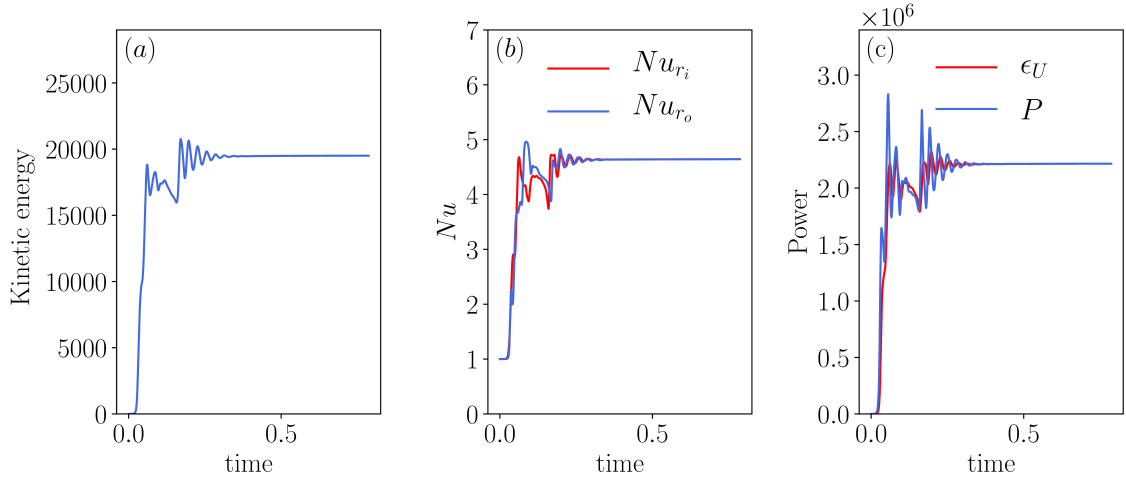 (a)
25000
20000
15000
10000
5000
0
Kinetic energy
0.0 0.5
time
(b)
Nu_{r_i}
Nu_{r_o}
7
6
5
4
3
2
1
0
Nu
0.0 0.5
time
×10^6
(c)
ϵ_U
P
3.0
2.5
2.0
1.5
1.0
0.5
0.0
Power
0.0 0.5
time